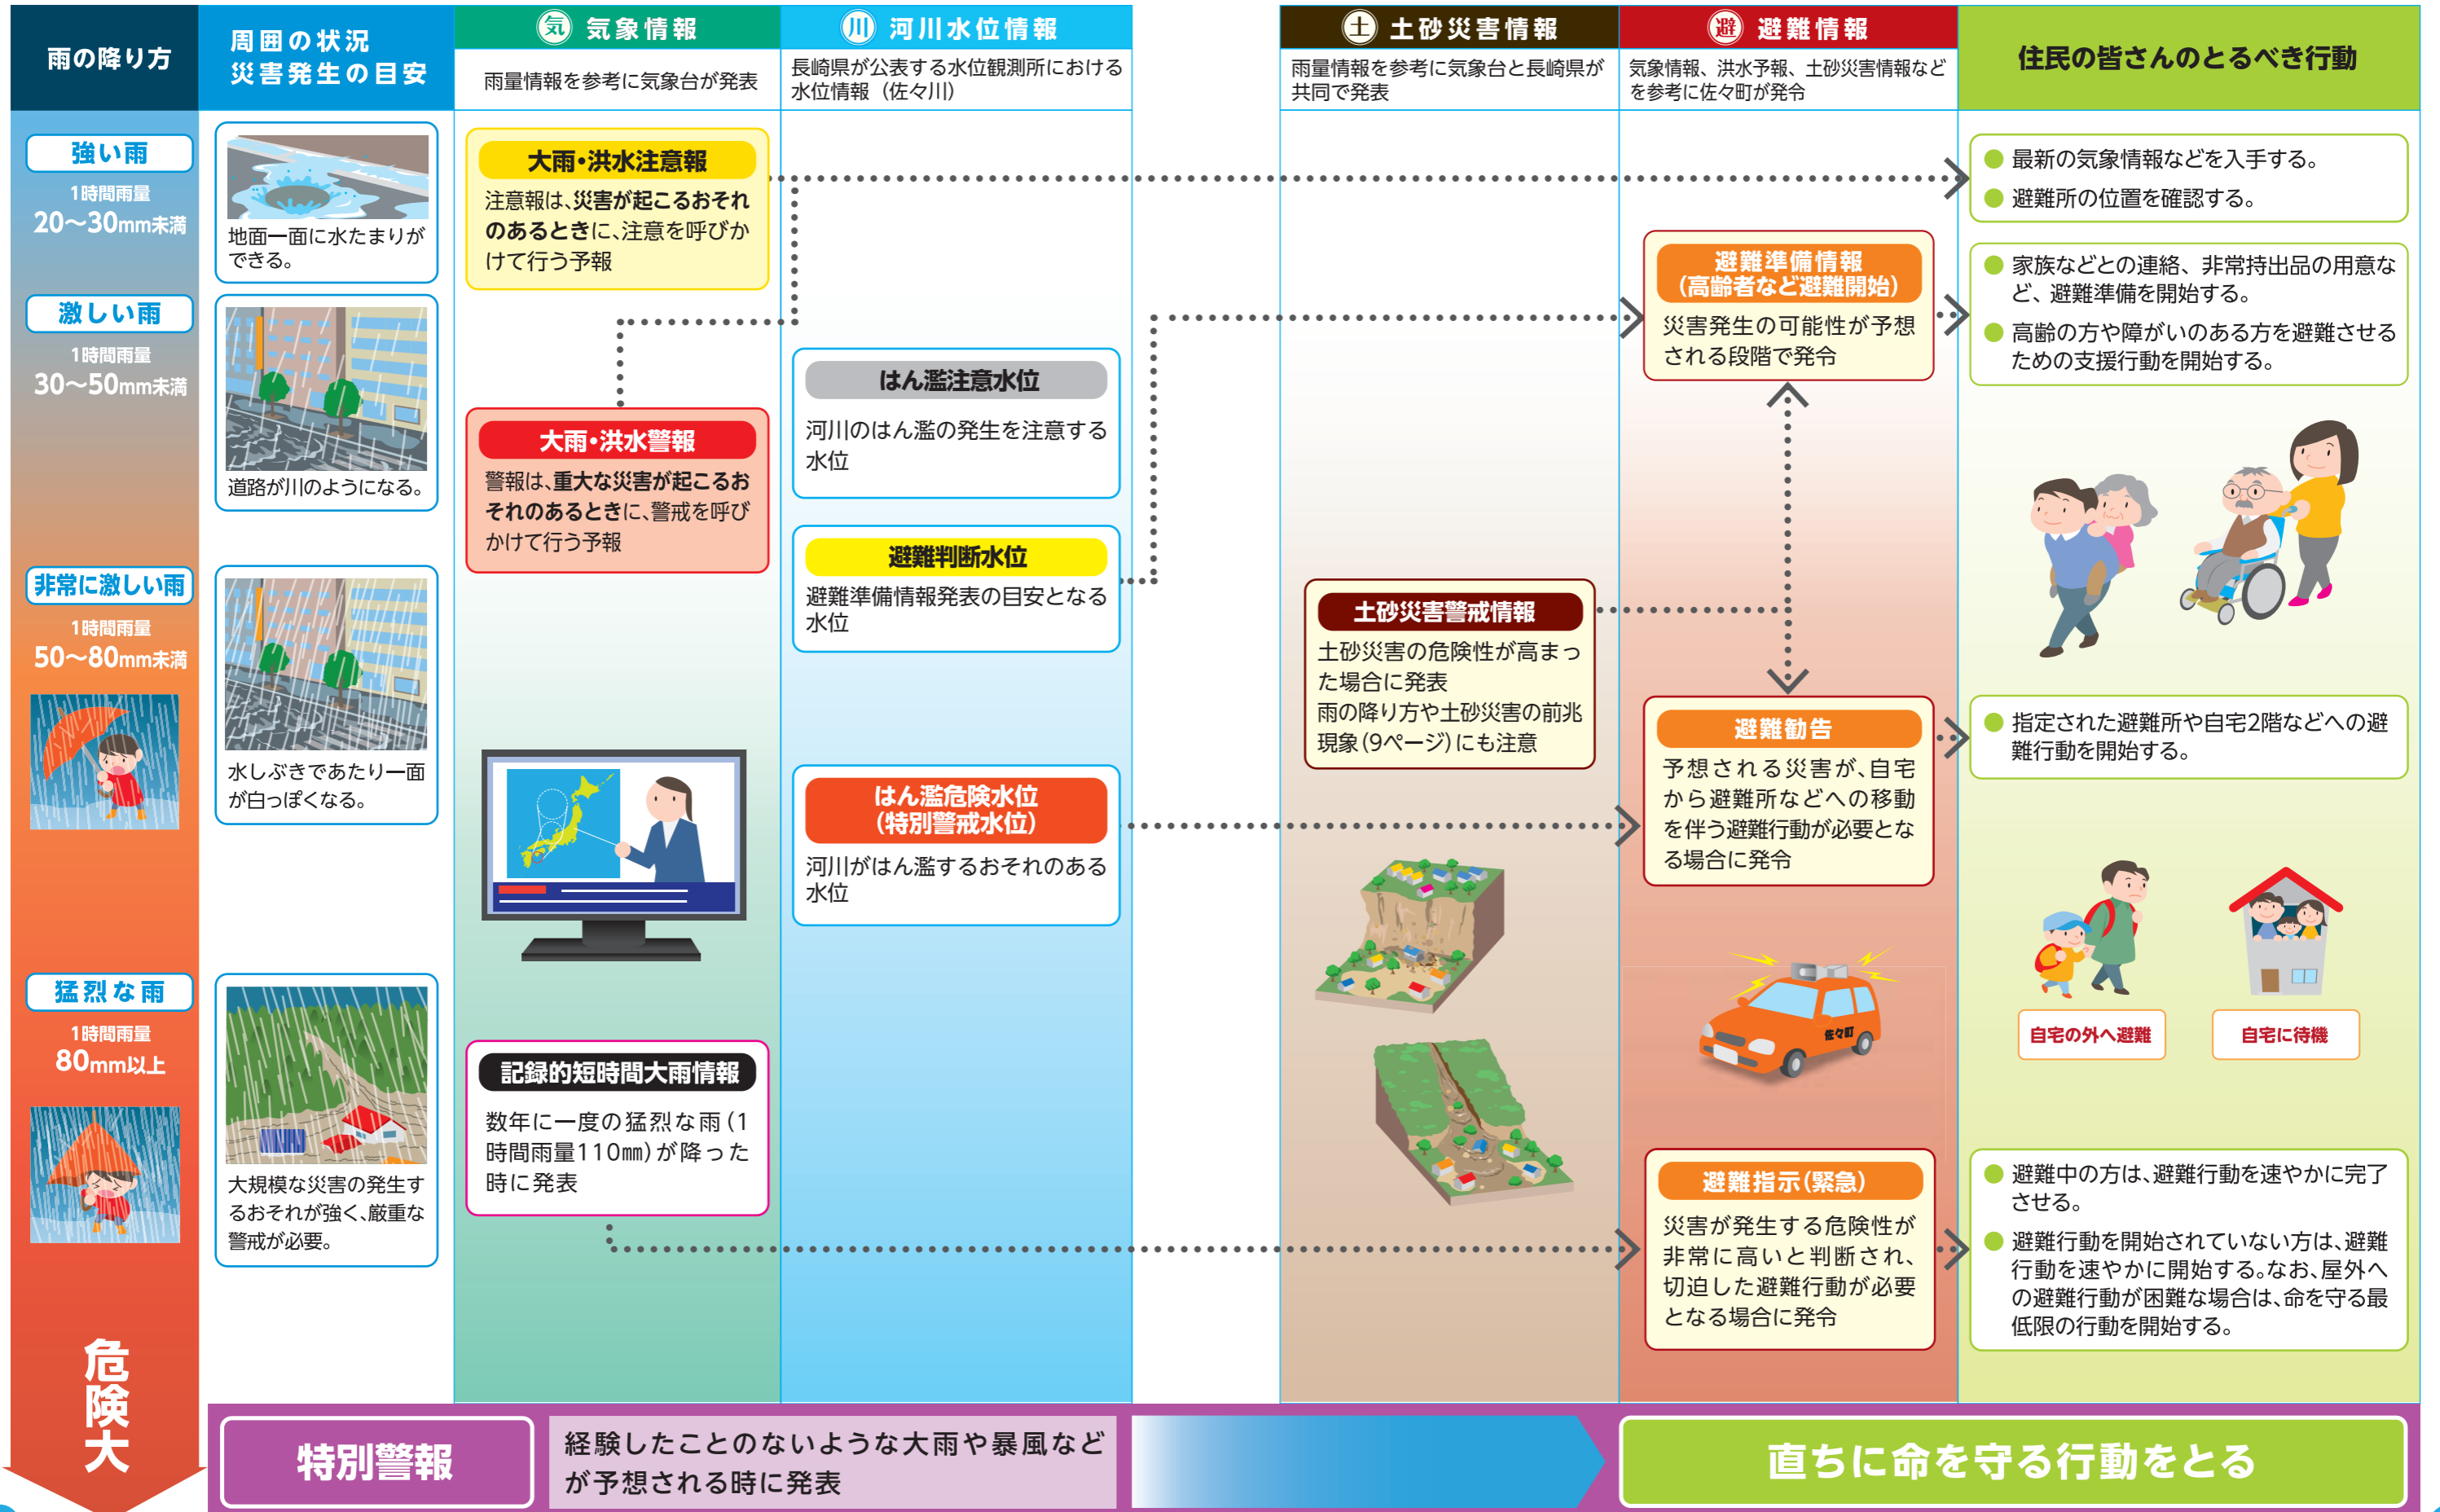 雨の降り方
周囲の状況
災害発生の目安
気 気象情報
雨量情報を参考に気象台が発表
川 河川水位情報
長崎県が公表する水位観測所における
水位情報（佐々川）
土 土砂災害情報
雨量情報を参考に気象台と長崎県が
共同で発表
避 避難情報
気象情報、洪水予報、土砂災害情報など
を参考に佐々町が発令
住民の皆さんのとるべき行動
強い雨
1時間雨量
20〜30mm未満
激しい雨
1時間雨量
30〜50mm未満
非常に激しい雨
1時間雨量
50〜80mm未満
猛烈な雨
1時間雨量
80mm以上
危険大
地面一面に水たまりが
できる。
道路が川のようになる。
水しぶきであたり一面
が白っぽくなる。
大規模な災害の発生す
るおそれが強く、厳重な
警戒が必要。
大雨・洪水注意報
注意報は、災害が起こるおそれ
のあるときに、注意を呼びか
けて行う予報
大雨・洪水警報
警報は、重大な災害が起こるお
それのあるときに、警戒を呼び
かけて行う予報
記録的短時間大雨情報
数年に一度の猛烈な雨（1
時間雨量110㎜）が降った
時に発表
はん濫注意水位
河川のはん濫の発生を注意する
水位
避難判断水位
避難準備情報発表の目安となる
水位
はん濫危険水位
（特別警戒水位）
河川がはん濫するおそれのある
水位
土砂災害警戒情報
土砂災害の危険性が高まっ
た場合に発表
雨の降り方や土砂災害の前兆
現象（9ページ）にも注意
避難準備情報
（高齢者など避難開始）
災害発生の可能性が予想
される段階で発令
避難勧告
予想される災害が、自宅
から避難所などへの移動
を伴う避難行動が必要とな
る場合に発令
佐々町
避難指示（緊急）
災害が発生する危険性が
非常に高いと判断され、
切迫した避難行動が必要
となる場合に発令
● 最新の気象情報などを入手する。
● 避難所の位置を確認する。
● 家族などとの連絡、非常持出品の用意な
ど、避難準備を開始する。
● 高齢の方や障がいのある方を避難させる
ための支援行動を開始する。
● 指定された避難所や自宅2階などへの避
難行動を開始する。
自宅の外へ避難
自宅に待機
● 避難中の方は、避難行動を速やかに完了
させる。
● 避難行動を開始されていない方は、避難
行動を速やかに開始する。なお、屋外へ
の避難行動が困難な場合は、命を守る最
低限の行動を開始する。
特別警報
経験したことのないような大雨や暴風など
が予想される時に発表
直ちに命を守る行動をとる